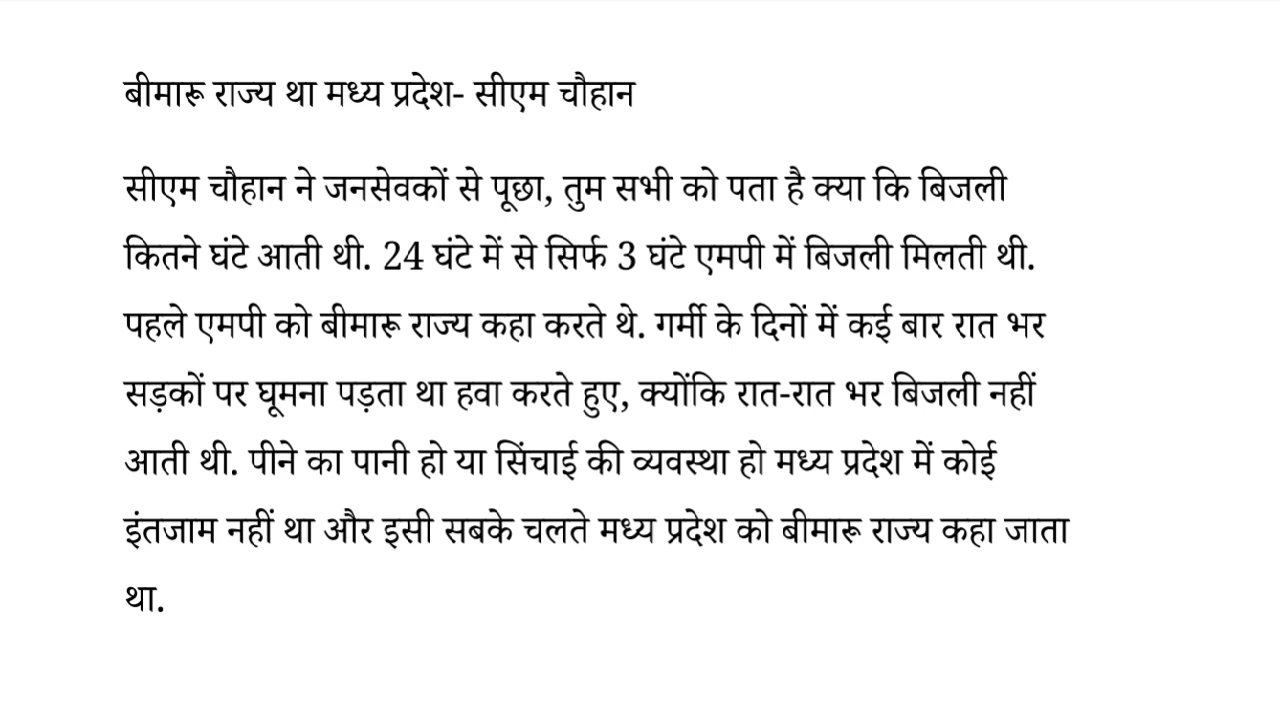 बीमारू राज्य था मध्य प्रदेश- सीएम चौहान
सीएम चौहान ने जनसेवकों से पूछा, तुम सभी को पता है क्या कि बिजली
कितने घंटे आती थी. 24 घंटे में से सिर्फ 3 घंटे एमपी में बिजली मिलती थी.
पहले एमपी को बीमारू राज्य कहा करते थे. गर्मी के दिनों में कई बार रात भर
सड़कों पर घूमना पड़ता था हवा करते हुए, क्योंकि रात-रात भर बिजली नहीं
आती थी. पीने का पानी हो या सिंचाई की व्यवस्था हो मध्य प्रदेश में कोई
इंतजाम नहीं था और इसी सबके चलते मध्य प्रदेश को बीमारू राज्य कहा जाता
था.